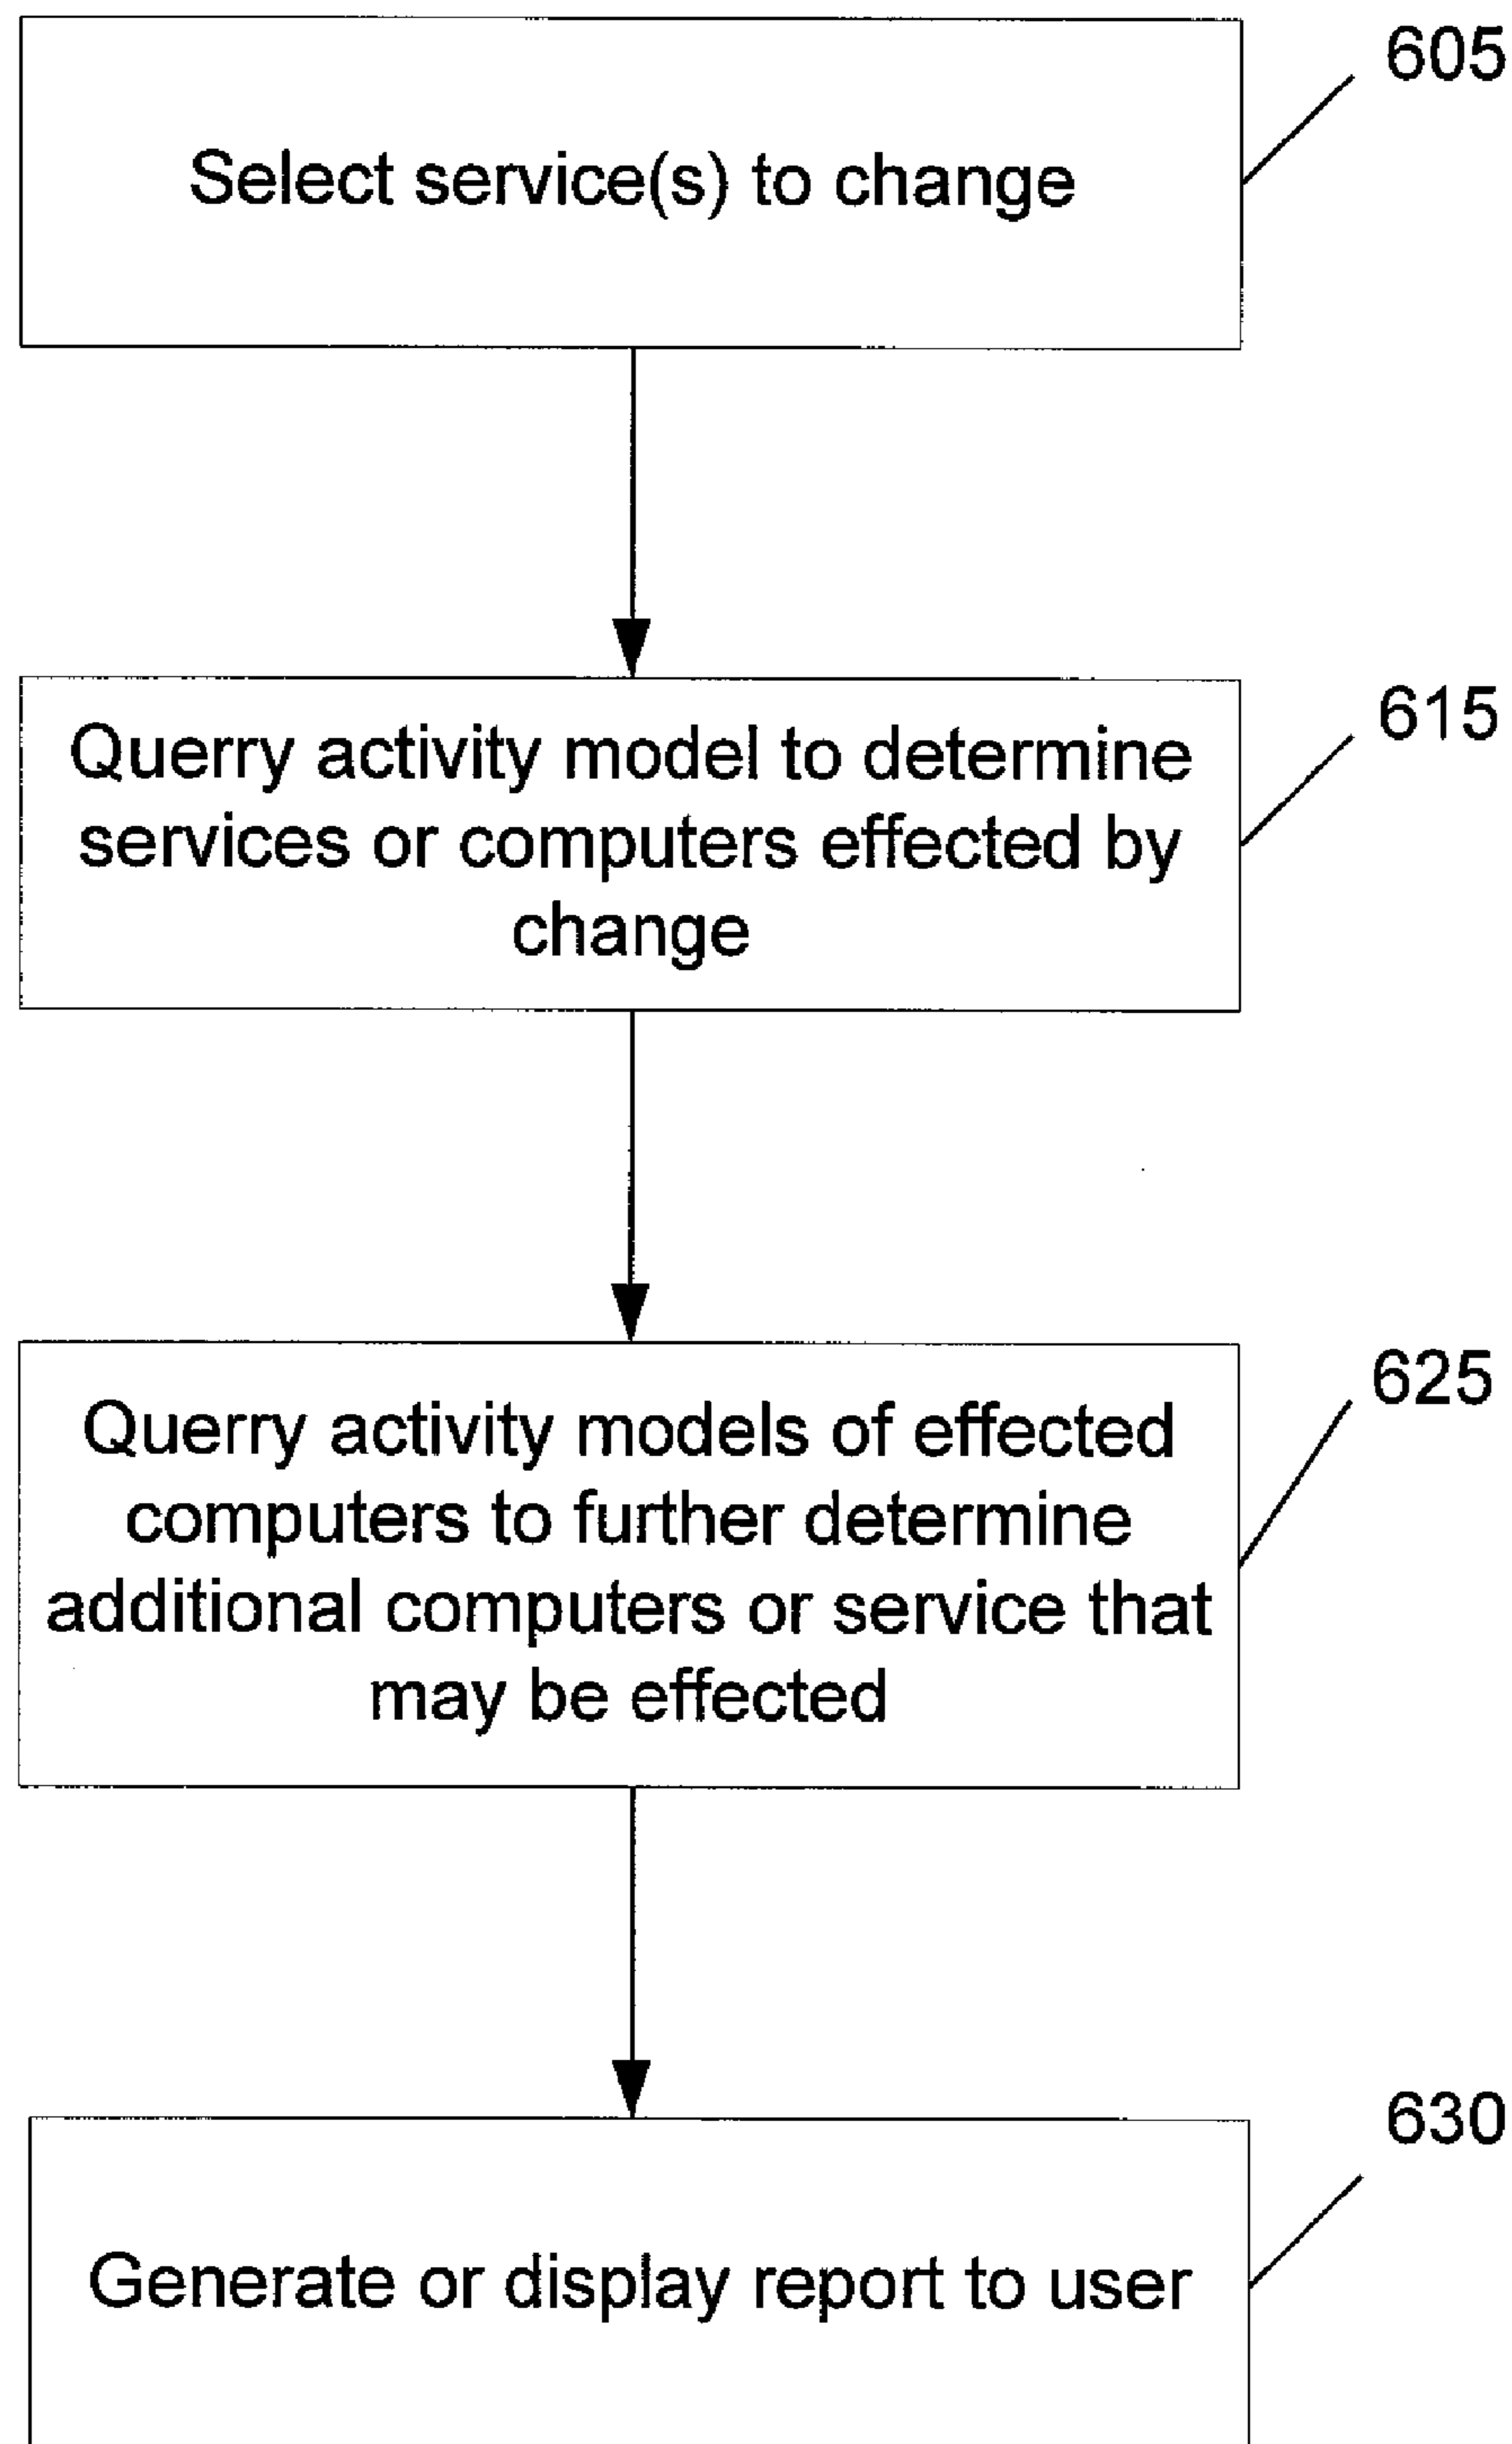 605
Select service(s) to change
615
Querry activity model to determine
services or computers effected by
change
625
Querry activity models of effected
computers to further determine
additional computers or service that
may be effected
630
Generate or display report to user